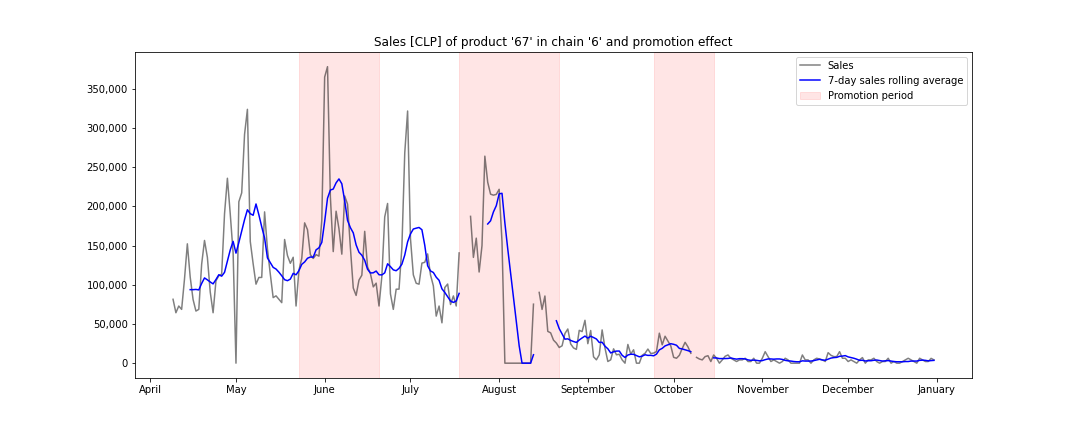 Sales [CLP] of product '67' in chain '6' and promotion effect
Sales
7-day sales rolling average
Promotion period
350,000
300,000
250,000
200,000
150,000
100,000
50,000
0
April May June July August September October November December January